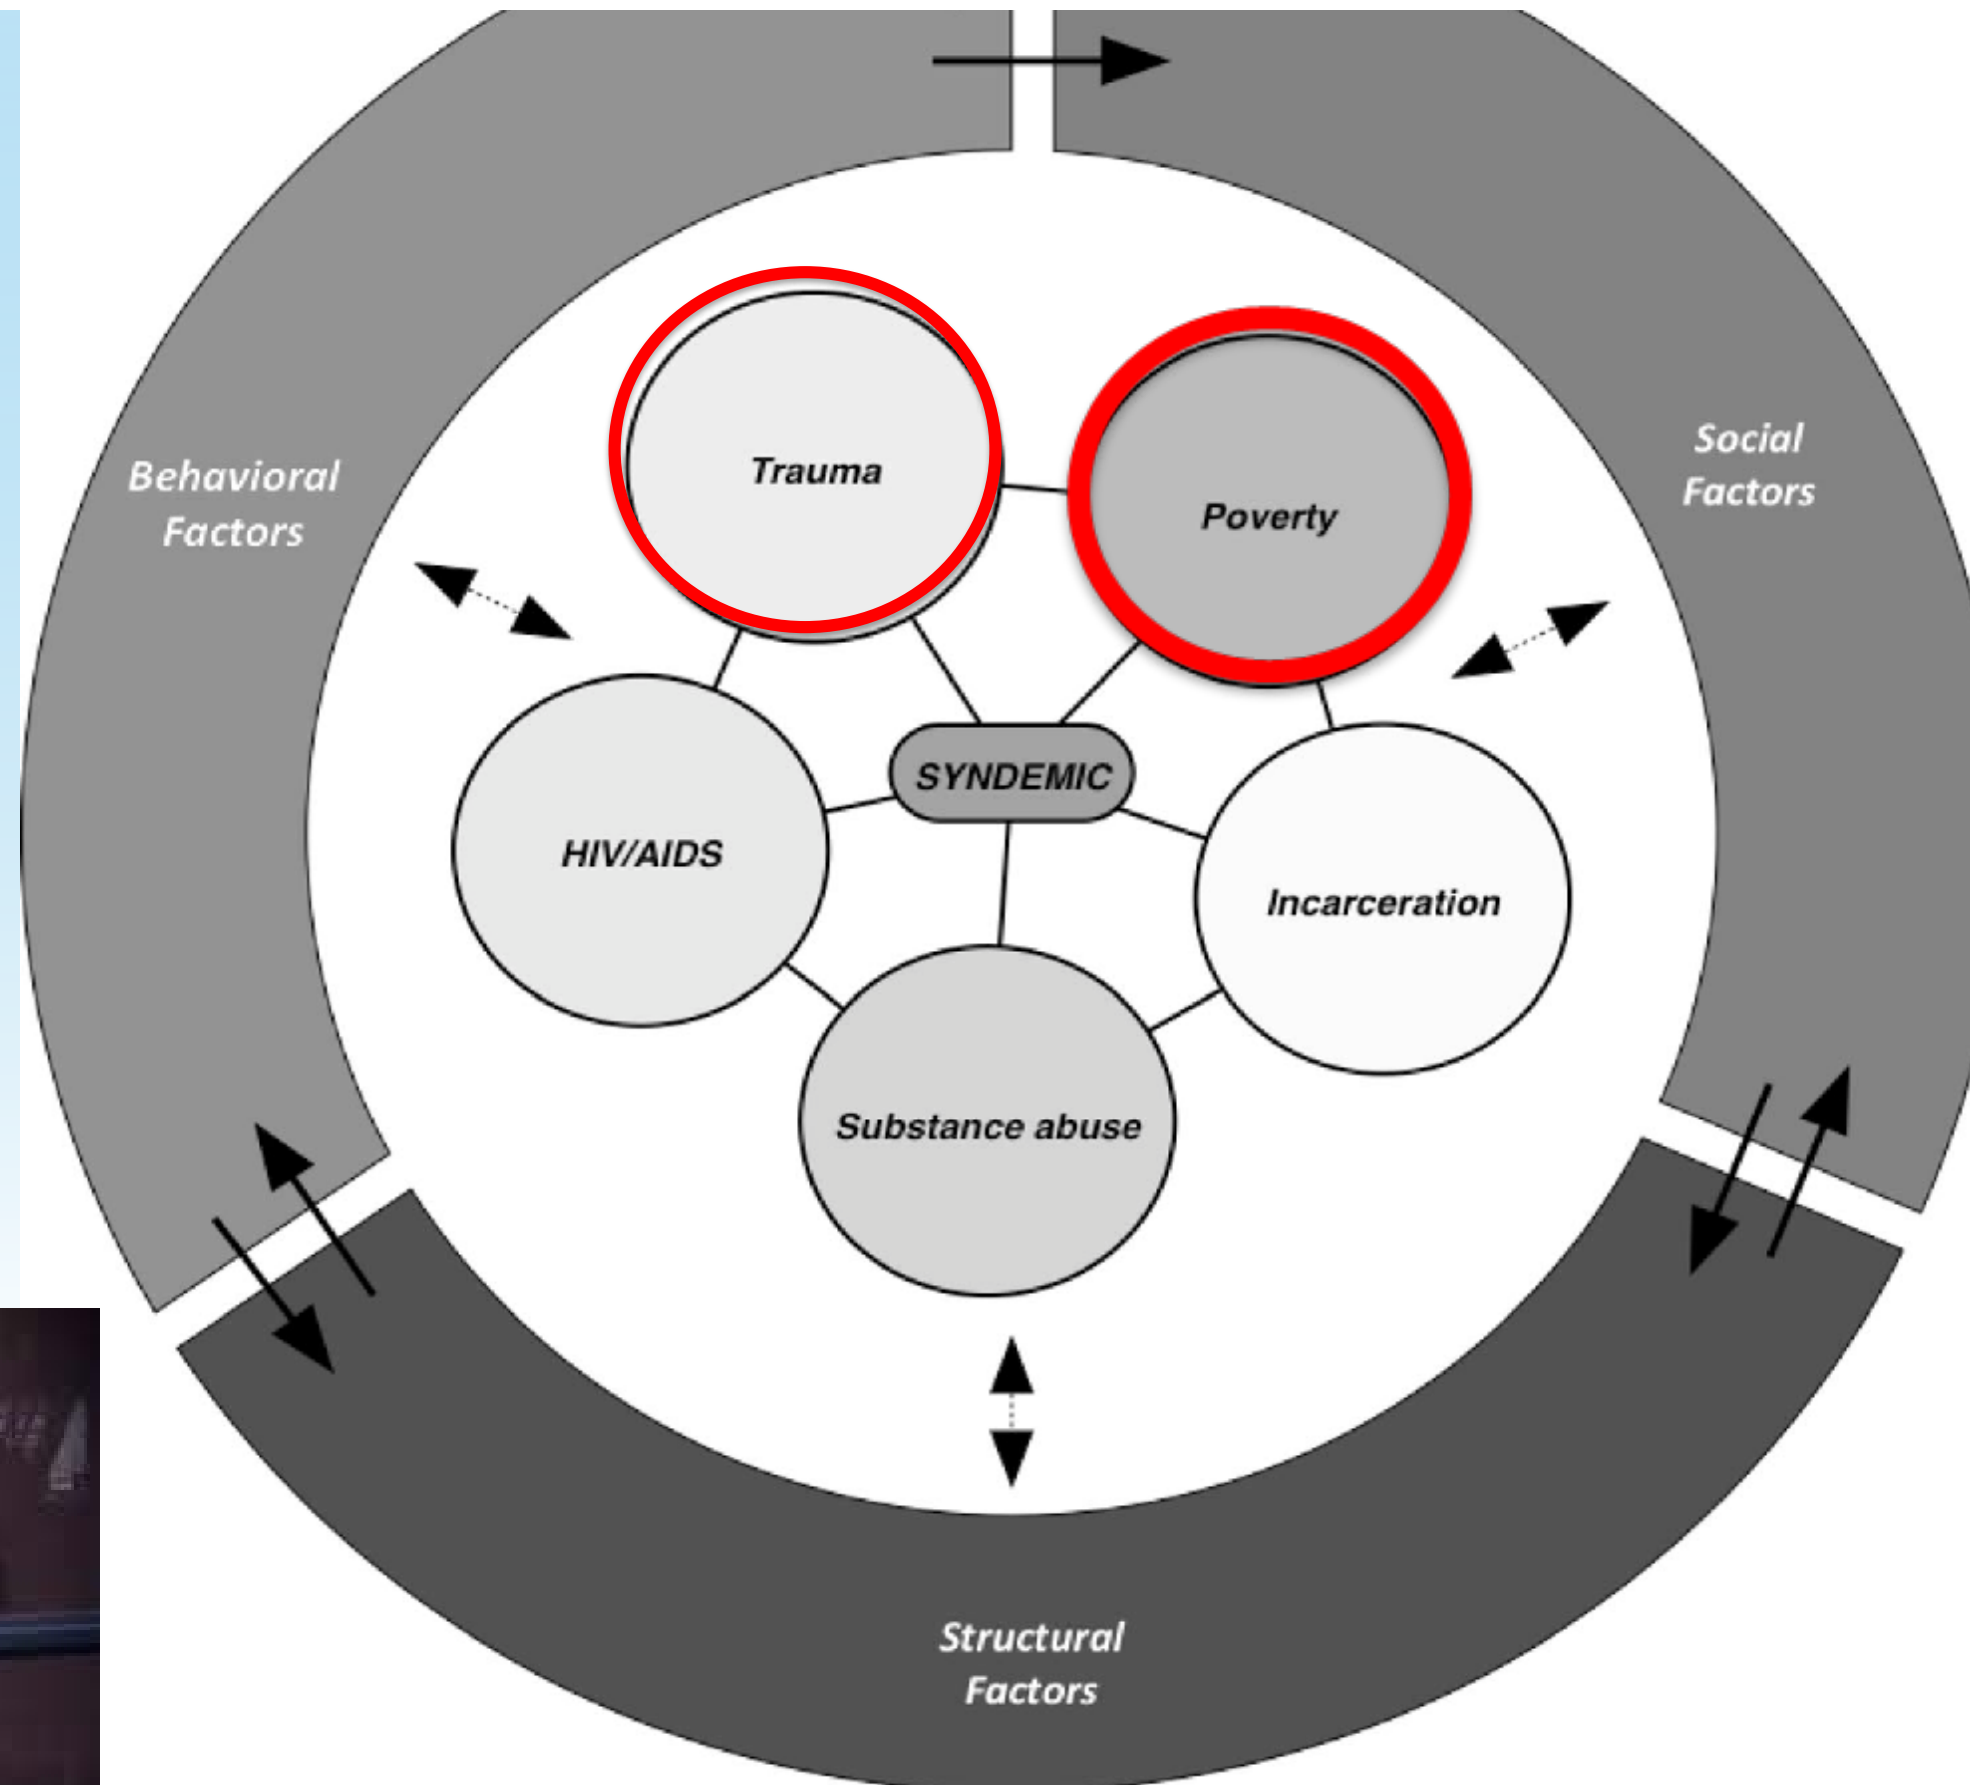 Behavioral
Factors
Social
Factors
Trauma
Poverty
SYNDEMIC
HIV/AIDS
Incarceration
Substance abuse
Structural
Factors